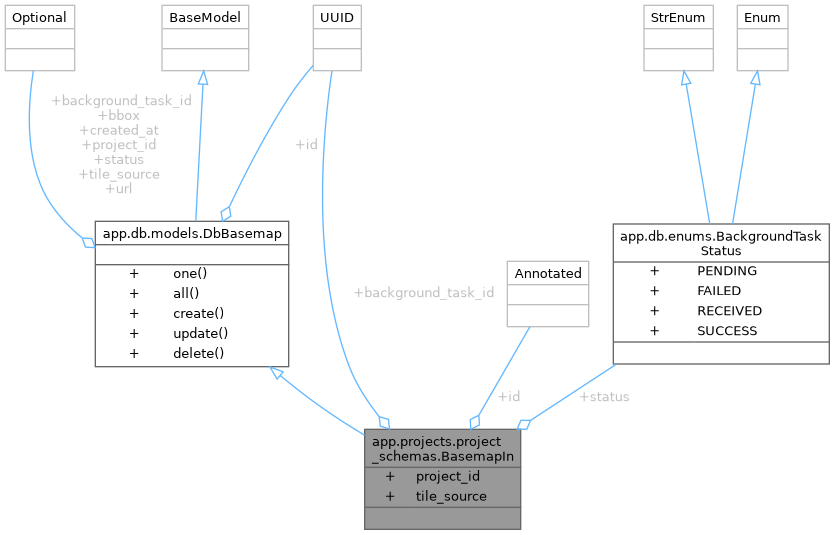 Optional
BaseModel
UUID
StrEnum
Enum
+background_task_id
+bbox
+created_at
+project_id
+status
+tile_source
+url
+id
app.db.models.DbBasemap
+ one()
+ all()
+ create()
+ update()
+ delete()
app.db.enums.BackgroundTask
Status
+ PENDING
+ FAILED
+ RECEIVED
+ SUCCESS
Annotated
+background_task_id
+id
+status
app.projects.project
_schemas.BasemapIn
+ project_id
+ tile_source